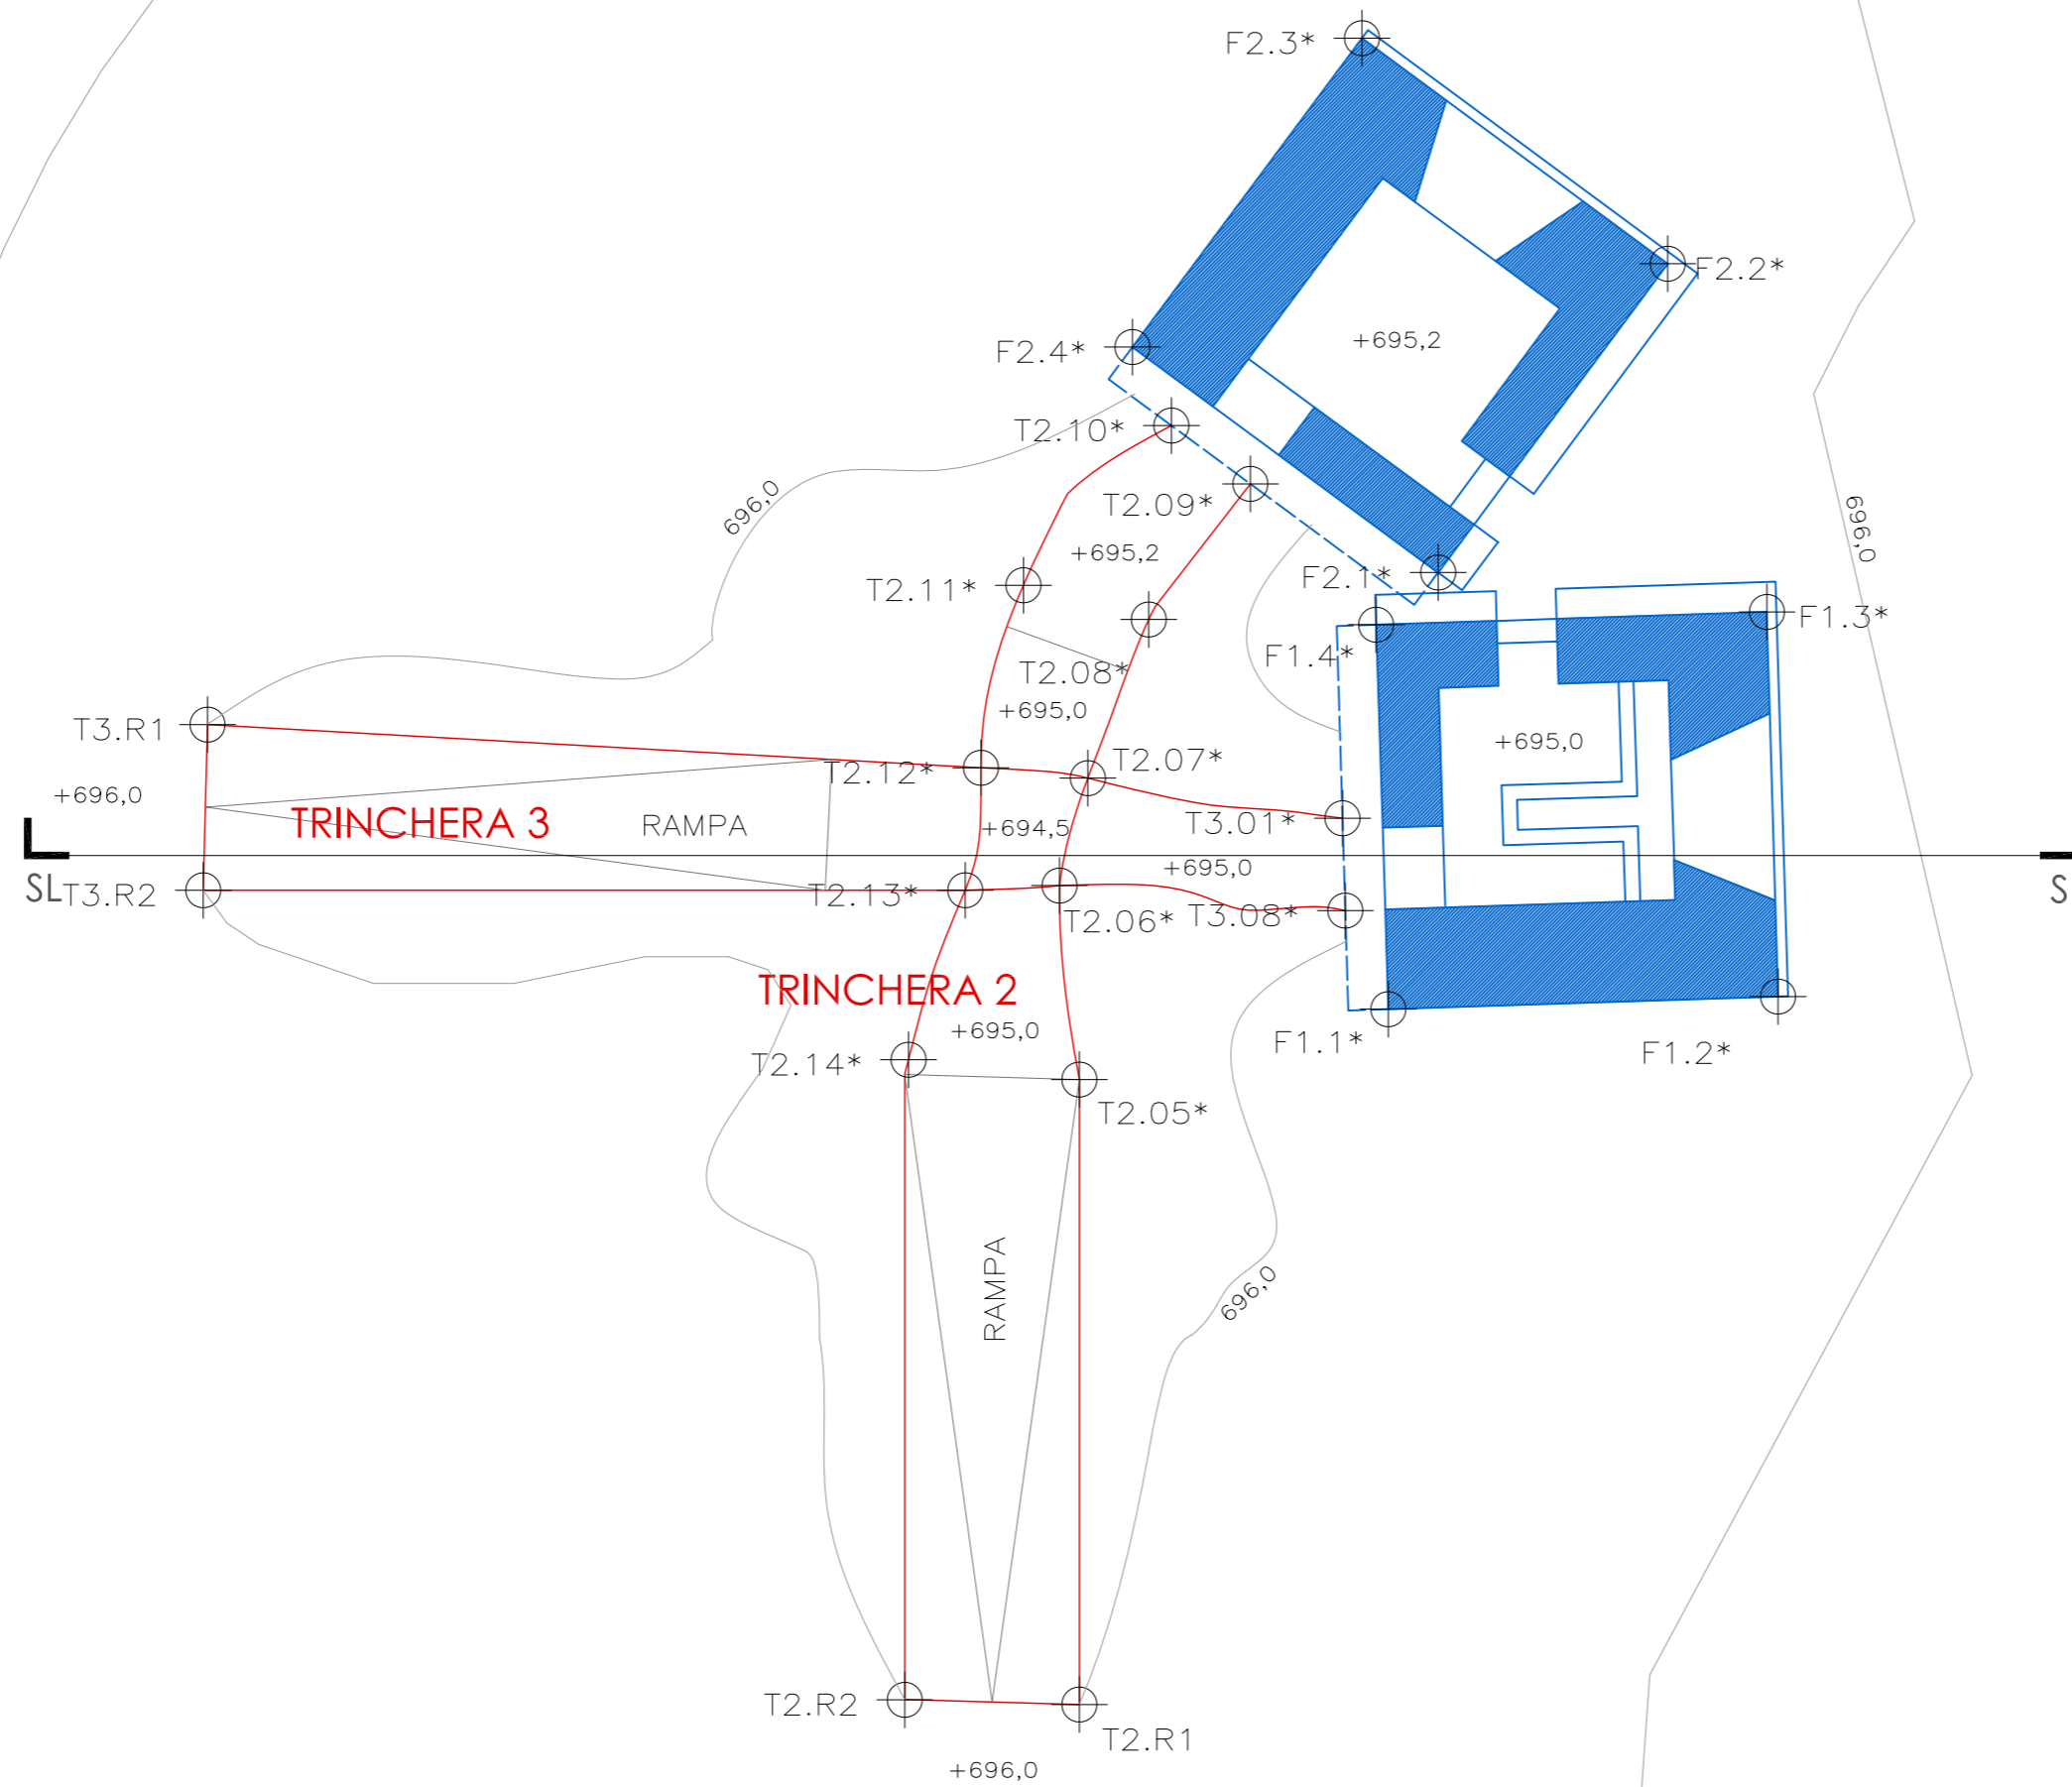 F2.3*
F2.2*
+695,2
F2.4*
T2.10*
696,0
T2.09*
696,0
+695,2
T2.11*
F2.1*
F1.3*
F1.4*
T2.08*
+695,0
T3.R1
+695,0
T2.12*
T2.07*
+696,0
TRINCHERA 3
RAMPA
+694,5
T3.01*
+695,0
SL
T3.R2
T2.13*
S
T2.06*
T3.08*
TRINCHERA 2
+695,0
F1.1*
F1.2*
T2.14*
T2.05*
RAMPA
696,0
T2.R2
T2.R1
+696,0